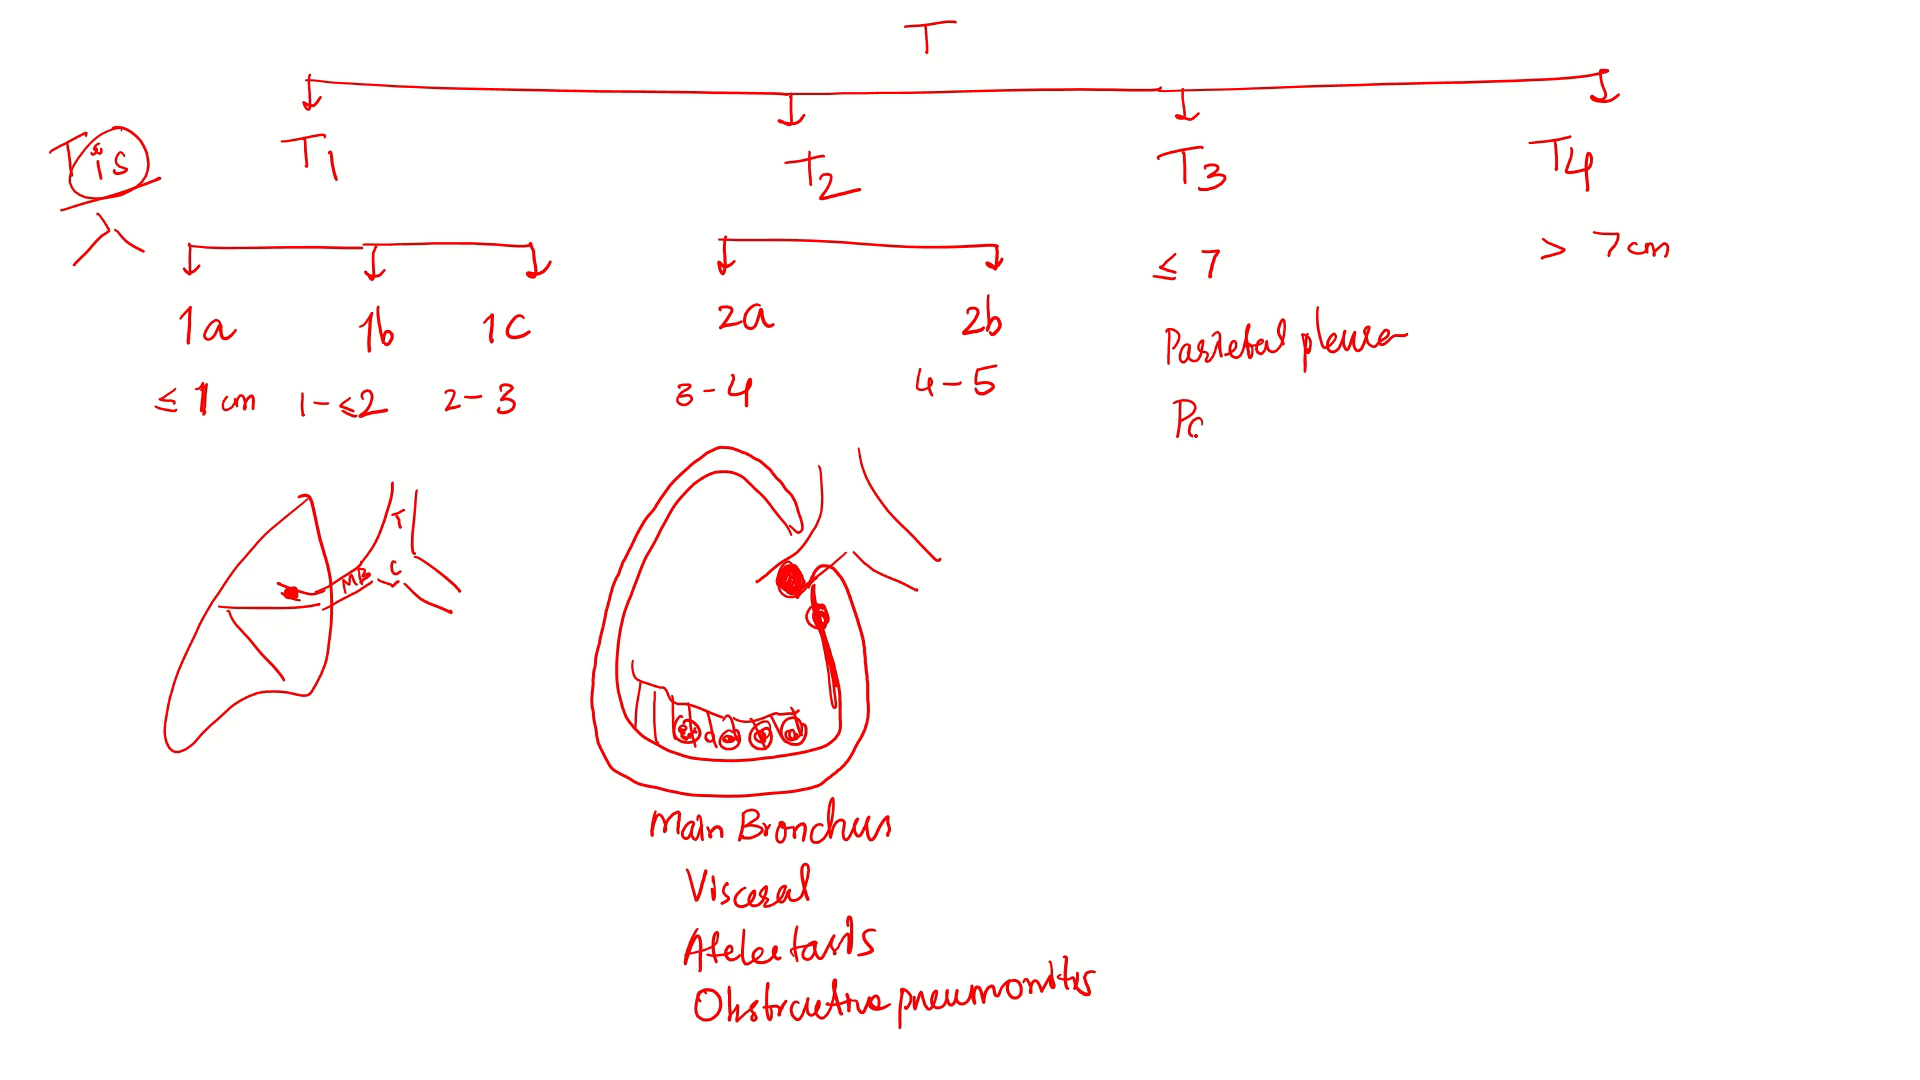 T
Tis
T1
T2
T3
T4
1a
1b
1c
2a
2b
≤ 7
> 7cm
≤ 1cm
1-≤2
2-3
3-4
4-5
Parietal pleura
Pc
T
MB
C
Main Bronchus
Visceral
Atelectasis
Obstructive pneumonitis